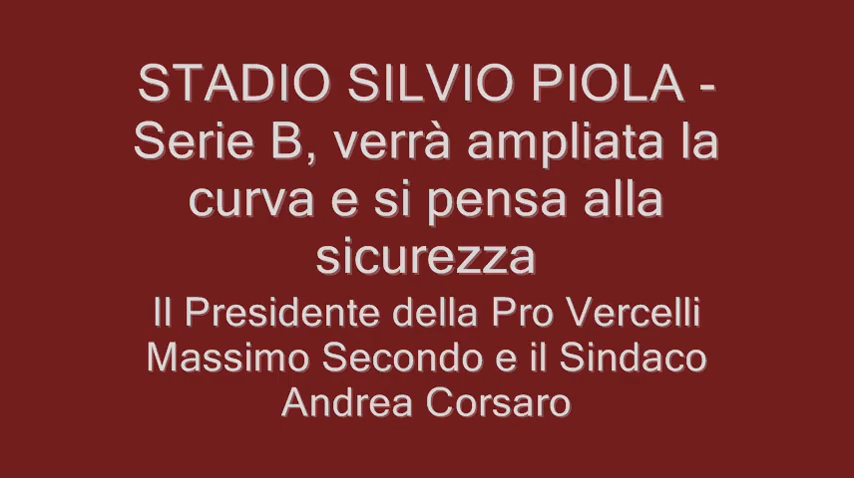 STADIO SILVIO PIOLA -
Serie B, verrà ampliata la
curva e si pensa alla
sicurezza
Il Presidente della Pro Vercelli
Massimo Secondo e il Sindaco
Andrea Corsaro